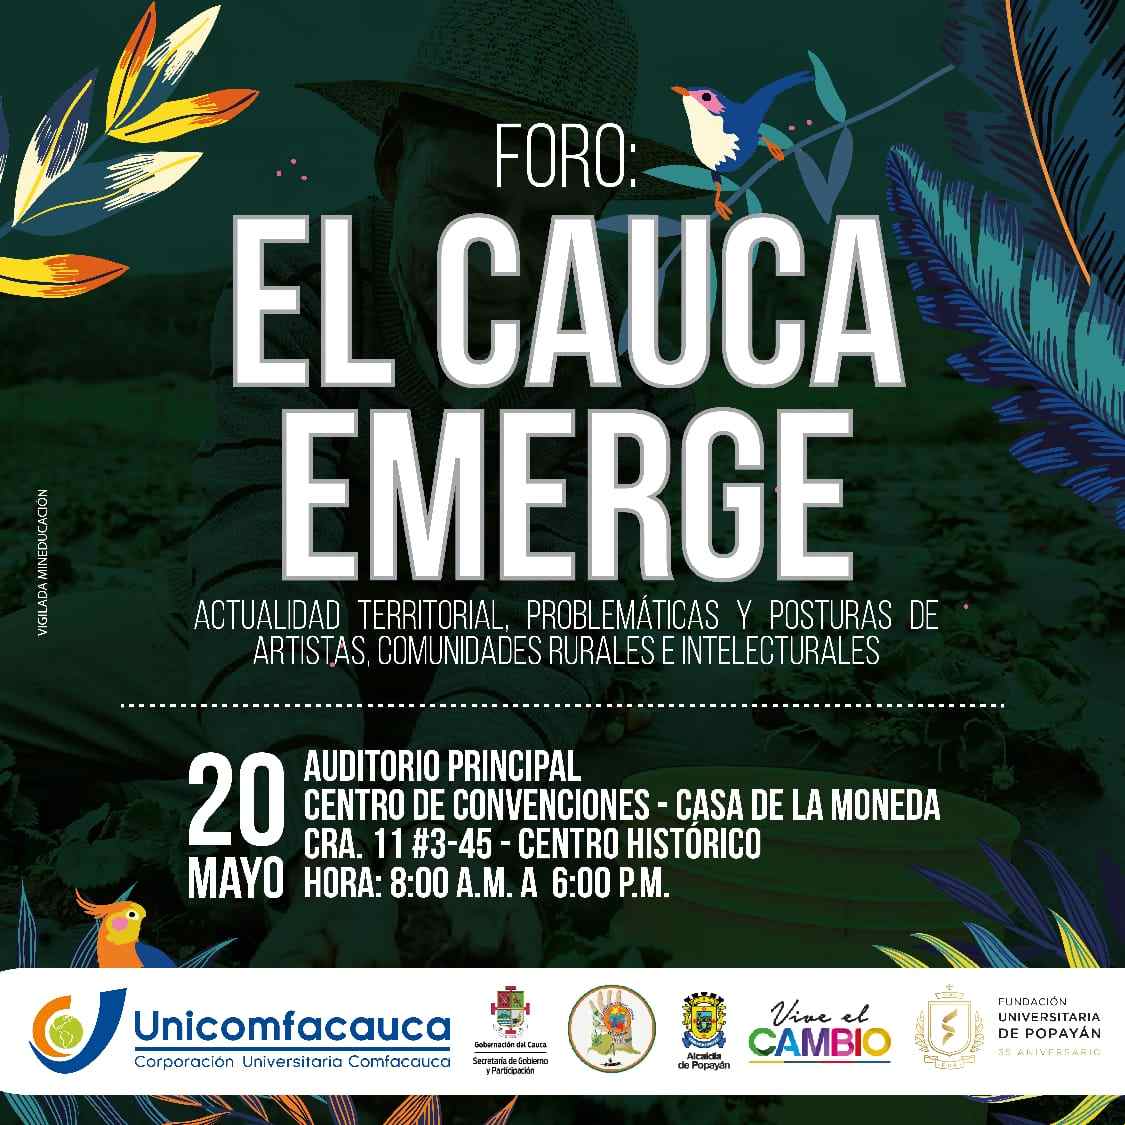 FORO:
EL CAUCA
EMERGE
ACTUALIDAD TERRITORIAL, PROBLEMÁTICAS Y POSTURAS DE
ARTISTAS, COMUNIDADES RURALES E INTELECTURALES
VIGILADA MINEDUCACIÓN
20
MAYO
AUDITORIO PRINCIPAL
CENTRO DE CONVENCIONES - CASA DE LA MONEDA
CRA. 11 #3-45 - CENTRO HISTÓRICO
HORA: 8:00 A.M. A 6:00 P.M.
Unicomfacauca
Corporación Universitaria Comfacauca
Gobernación del Cauca
Secretaría de Gobierno
y Participación
Alcaldía
de Popayán
Vive el
CAMBIO
FUNDACIÓN
UNIVERSITARIA
DE POPAYÁN
35 ANIVERSARIO